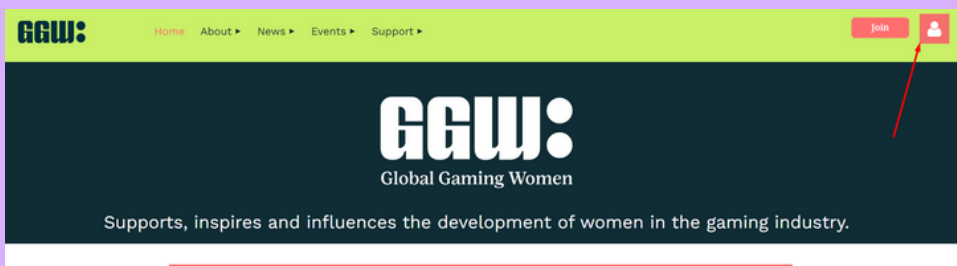 GGW:
Home About ▸ News ▸ Events ▸ Support ▸ Join
GGW:
Global Gaming Women
Supports, inspires and influences the development of women in the gaming industry.